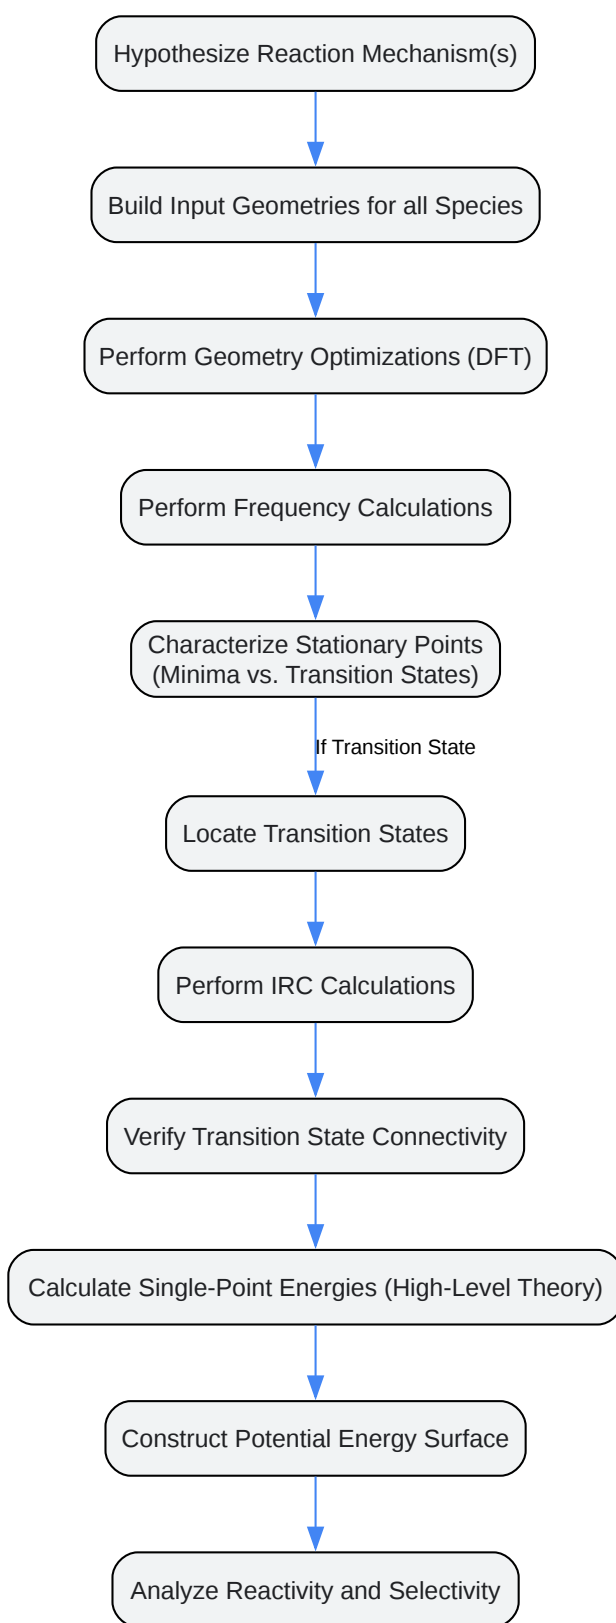 Hypothesize Reaction Mechanism(s)
Build Input Geometries for all Species
Perform Geometry Optimizations (DFT)
Perform Frequency Calculations
Characterize Stationary Points
(Minima vs. Transition States)
If Transition State
Locate Transition States
Perform IRC Calculations
Verify Transition State Connectivity
Calculate Single-Point Energies (High-Level Theory)
Construct Potential Energy Surface
Analyze Reactivity and Selectivity